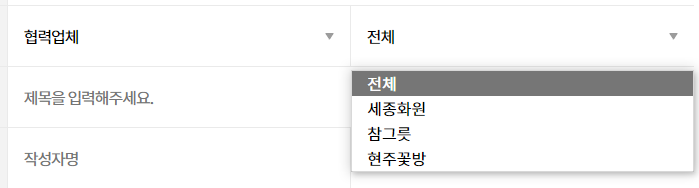 협력업체
전체
제목을 입력해주세요.
전체
세종화원
참그릇
현주꽃방
작성자명